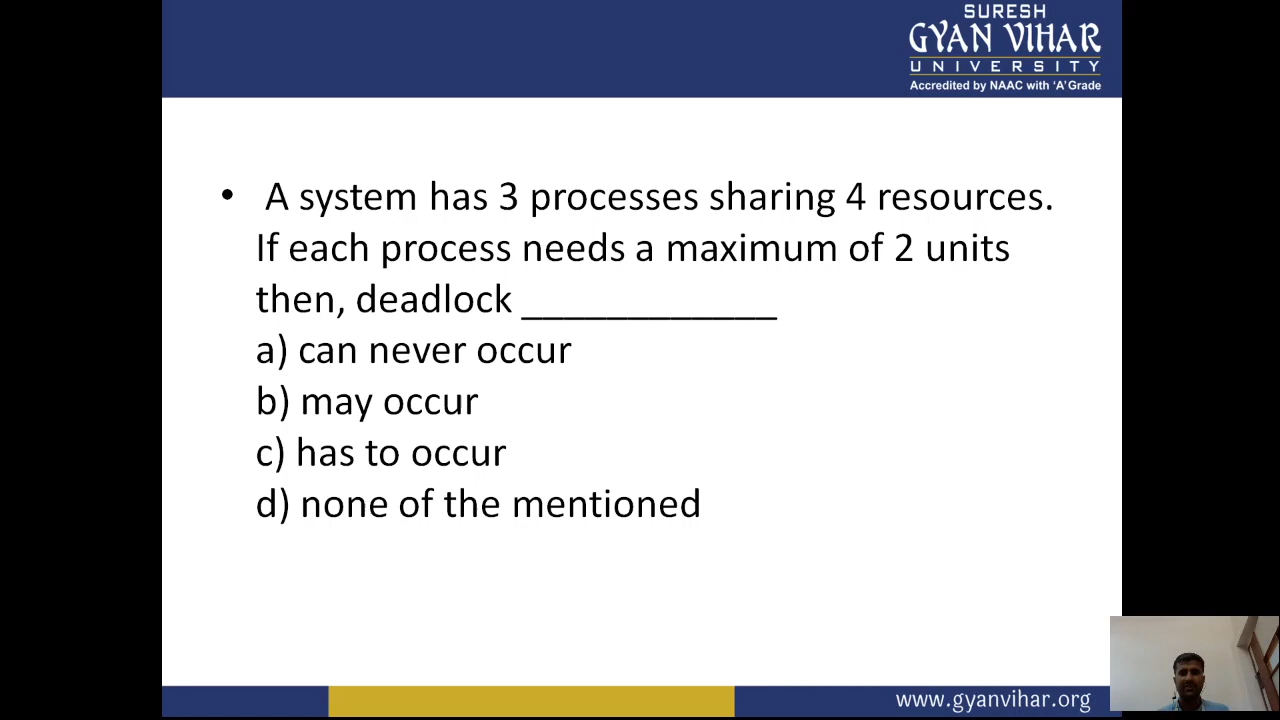 SURESH
GYAN VIHAR
UNIVERSITY
Accredited by NAAC with ‘A’ Grade
• A system has 3 processes sharing 4 resources.
If each process needs a maximum of 2 units
then, deadlock ____________
a) can never occur
b) may occur
c) has to occur
d) none of the mentioned
www.gyanvihar.org